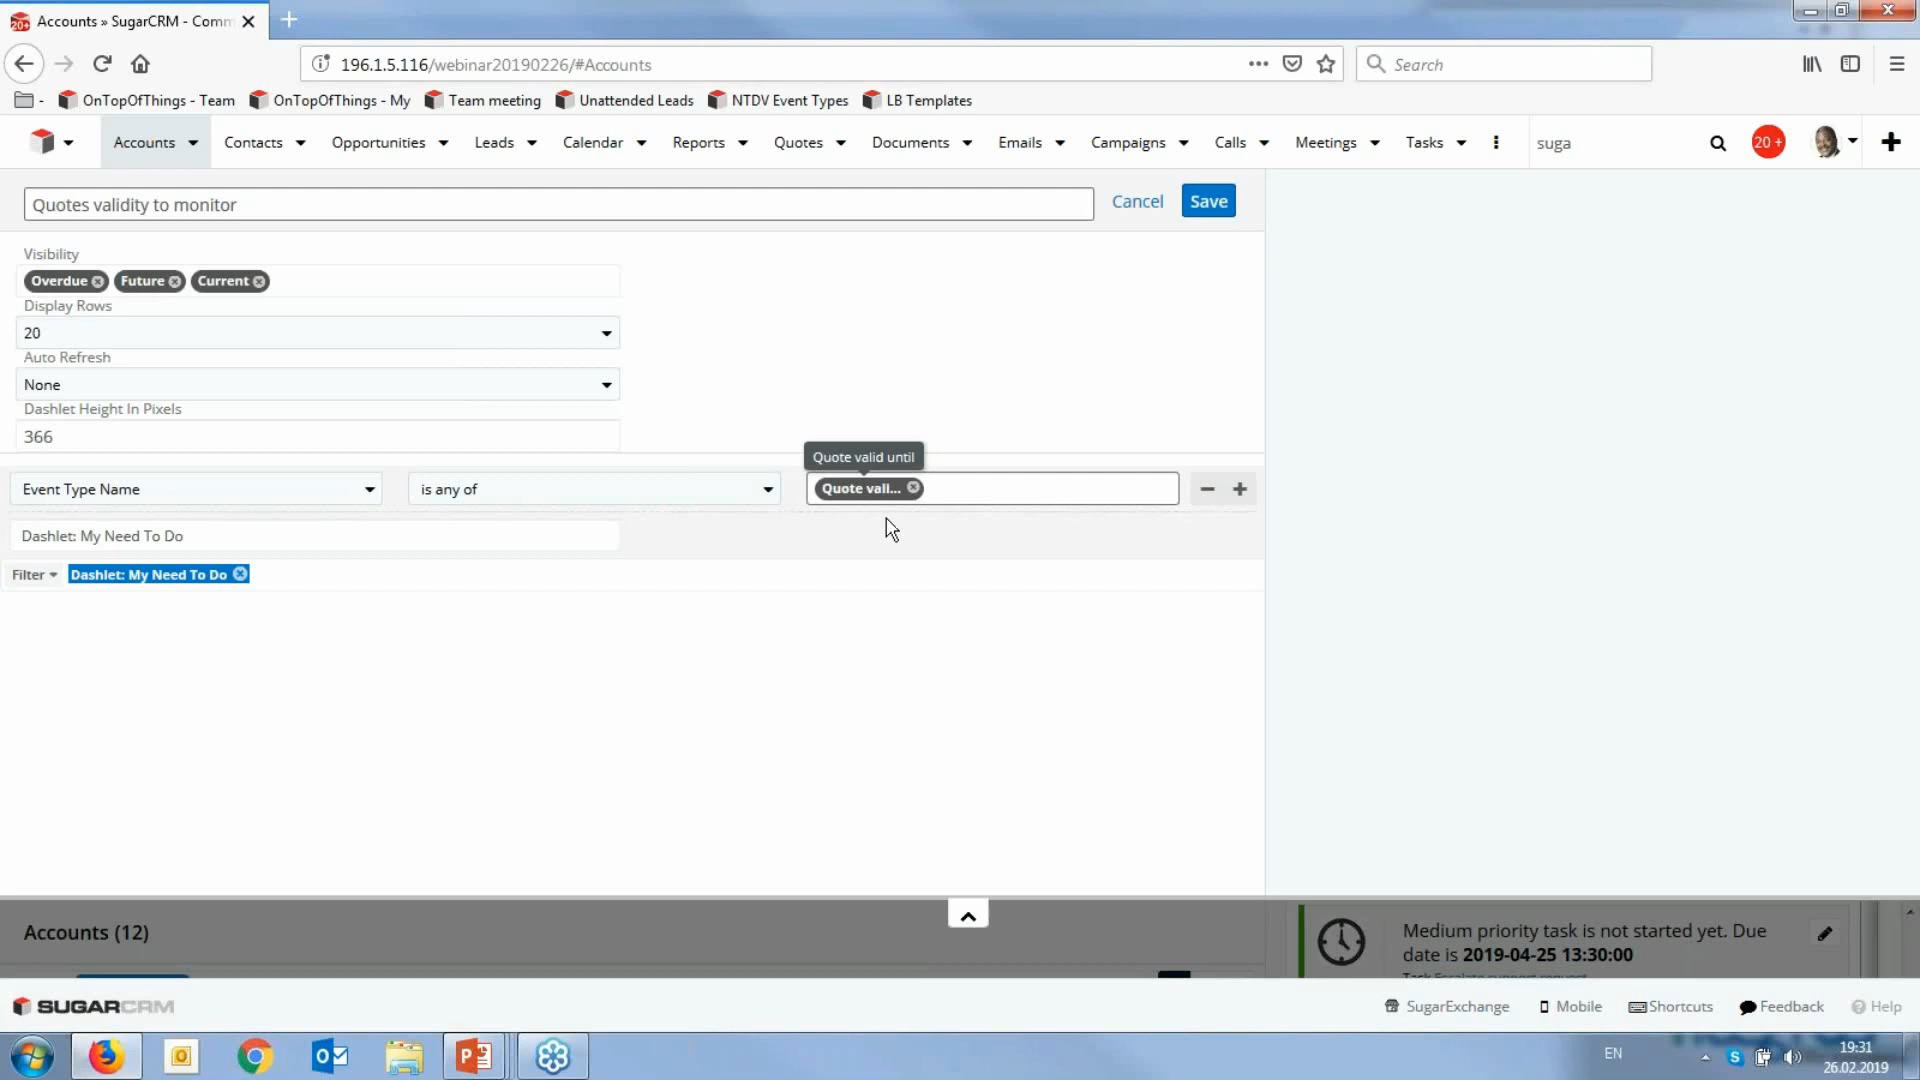 Accounts » SugarCRM - Comm
196.1.5.116/webinar20190226/#Accounts
Search
OnTopOfThings - Team
OnTopOfThings - My
Team meeting
Unattended Leads
NTDV Event Types
LB Templates
Accounts
Contacts
Opportunities
Leads
Calendar
Reports
Quotes
Documents
Emails
Campaigns
Calls
Meetings
Tasks
suga
20 +
Quotes validity to monitor
Cancel
Save
Visibility
Overdue
Future
Current
Display Rows
20
Auto Refresh
None
Dashlet Height In Pixels
366
Quote valid until
Event Type Name
is any of
Quote vali...
Dashlet: My Need To Do
Filter
Dashlet: My Need To Do
Accounts (12)
Medium priority task is not started yet. Due
date is 2019-04-25 13:30:00
Task Escalate support request
SUGARCRM
SugarExchange
Mobile
Shortcuts
Feedback
Help
EN
19:31
26.02.2019